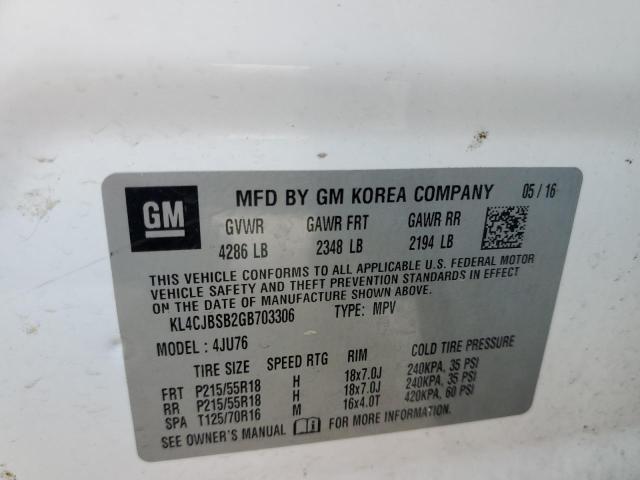 GM
MFD BY GM KOREA COMPANY 05 / 16
GVWR GAWR FRT GAWR RR
4286 LB 2348 LB 2194 LB
THIS VEHICLE CONFORMS TO ALL APPLICABLE U.S. FEDERAL MOTOR
VEHICLE SAFETY AND THEFT PREVENTION STANDARDS IN EFFECT
ON THE DATE OF MANUFACTURE SHOWN ABOVE.
KL4CJBSB2GB703306 TYPE: MPV
MODEL : 4JU76
TIRE SIZE SPEED RTG RIM COLD TIRE PRESSURE
FRT P215/55R18 H 18x7.0J 240KPA, 35 PSI
RR P215/55R18 H 18x7.0J 240KPA, 35 PSI
SPA T125/70R16 M 16x4.0T 420KPA, 60 PSI
SEE OWNER'S MANUAL i FOR MORE INFORMATION.